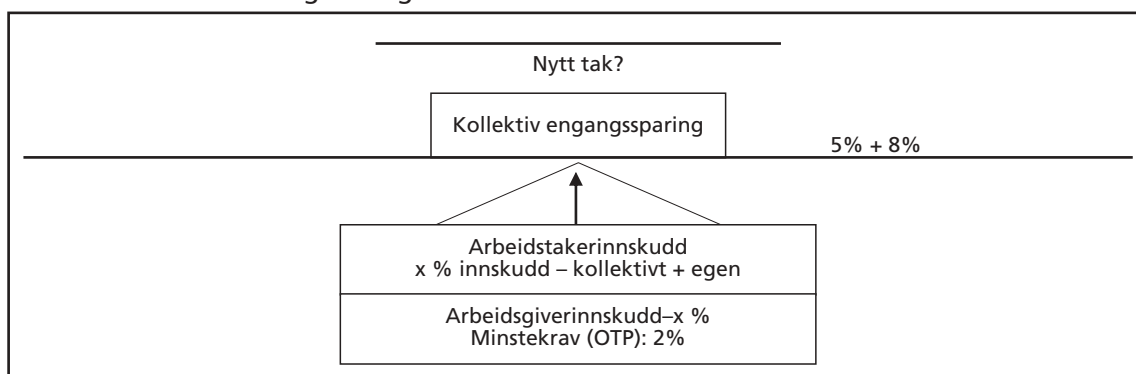 Nytt tak?
Kollektiv engangssparing
5% + 8%
Arbeidstakerinnskudd
x % innskudd – kollektivt + egen
Arbeidsgiverinnskudd–x %
Minstekrav (OTP): 2%